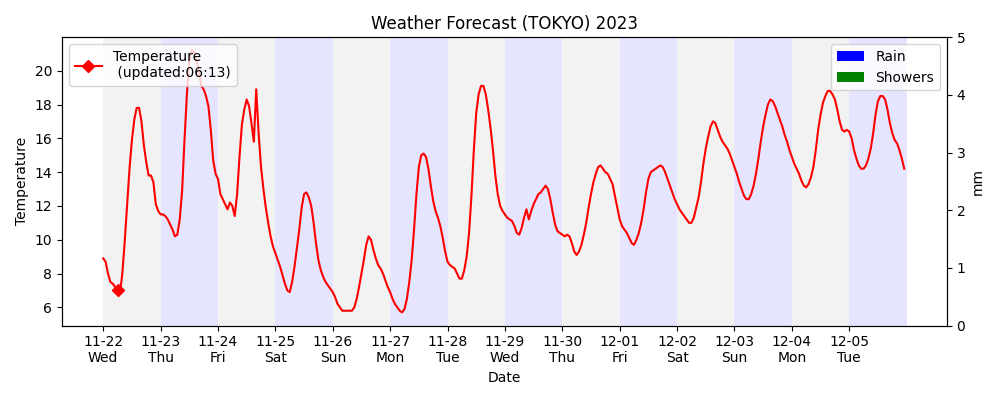 Weather Forecast (TOKYO) 2023
Temperature
(updated:06:13)
Rain
Showers
Temperature
20
18
16
14
12
10
8
6
5
4
3
2
1
0
mm
11-22 11-23 11-24 11-25 11-26 11-27 11-28 11-29 11-30 12-01 12-02 12-03 12-04 12-05
Wed Thu Fri Sat Sun Mon Tue Wed Thu Fri Sat Sun Mon Tue
Date